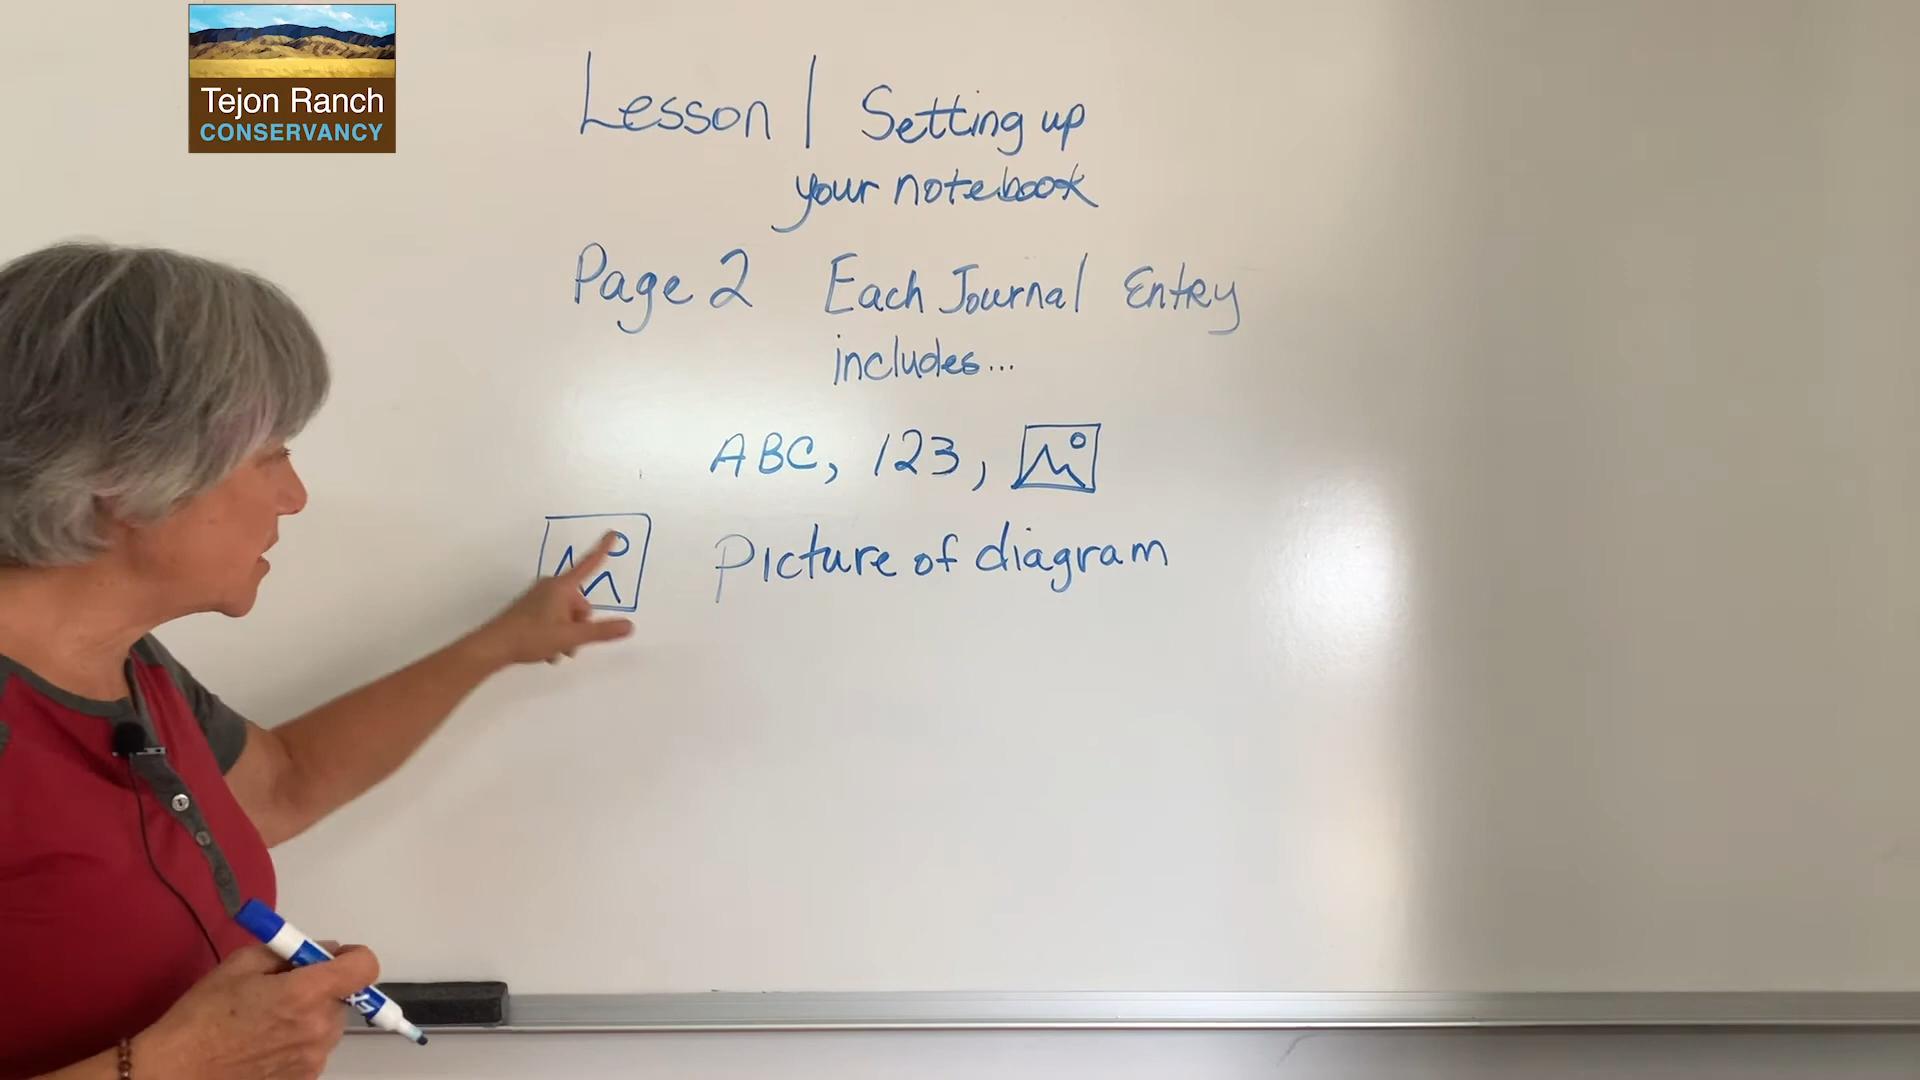 Tejon Ranch
CONSERVANCY
Lesson 1 Setting up
your notebook
Page 2 Each Journal Entry
includes...
ABC, 123,
Picture of diagram